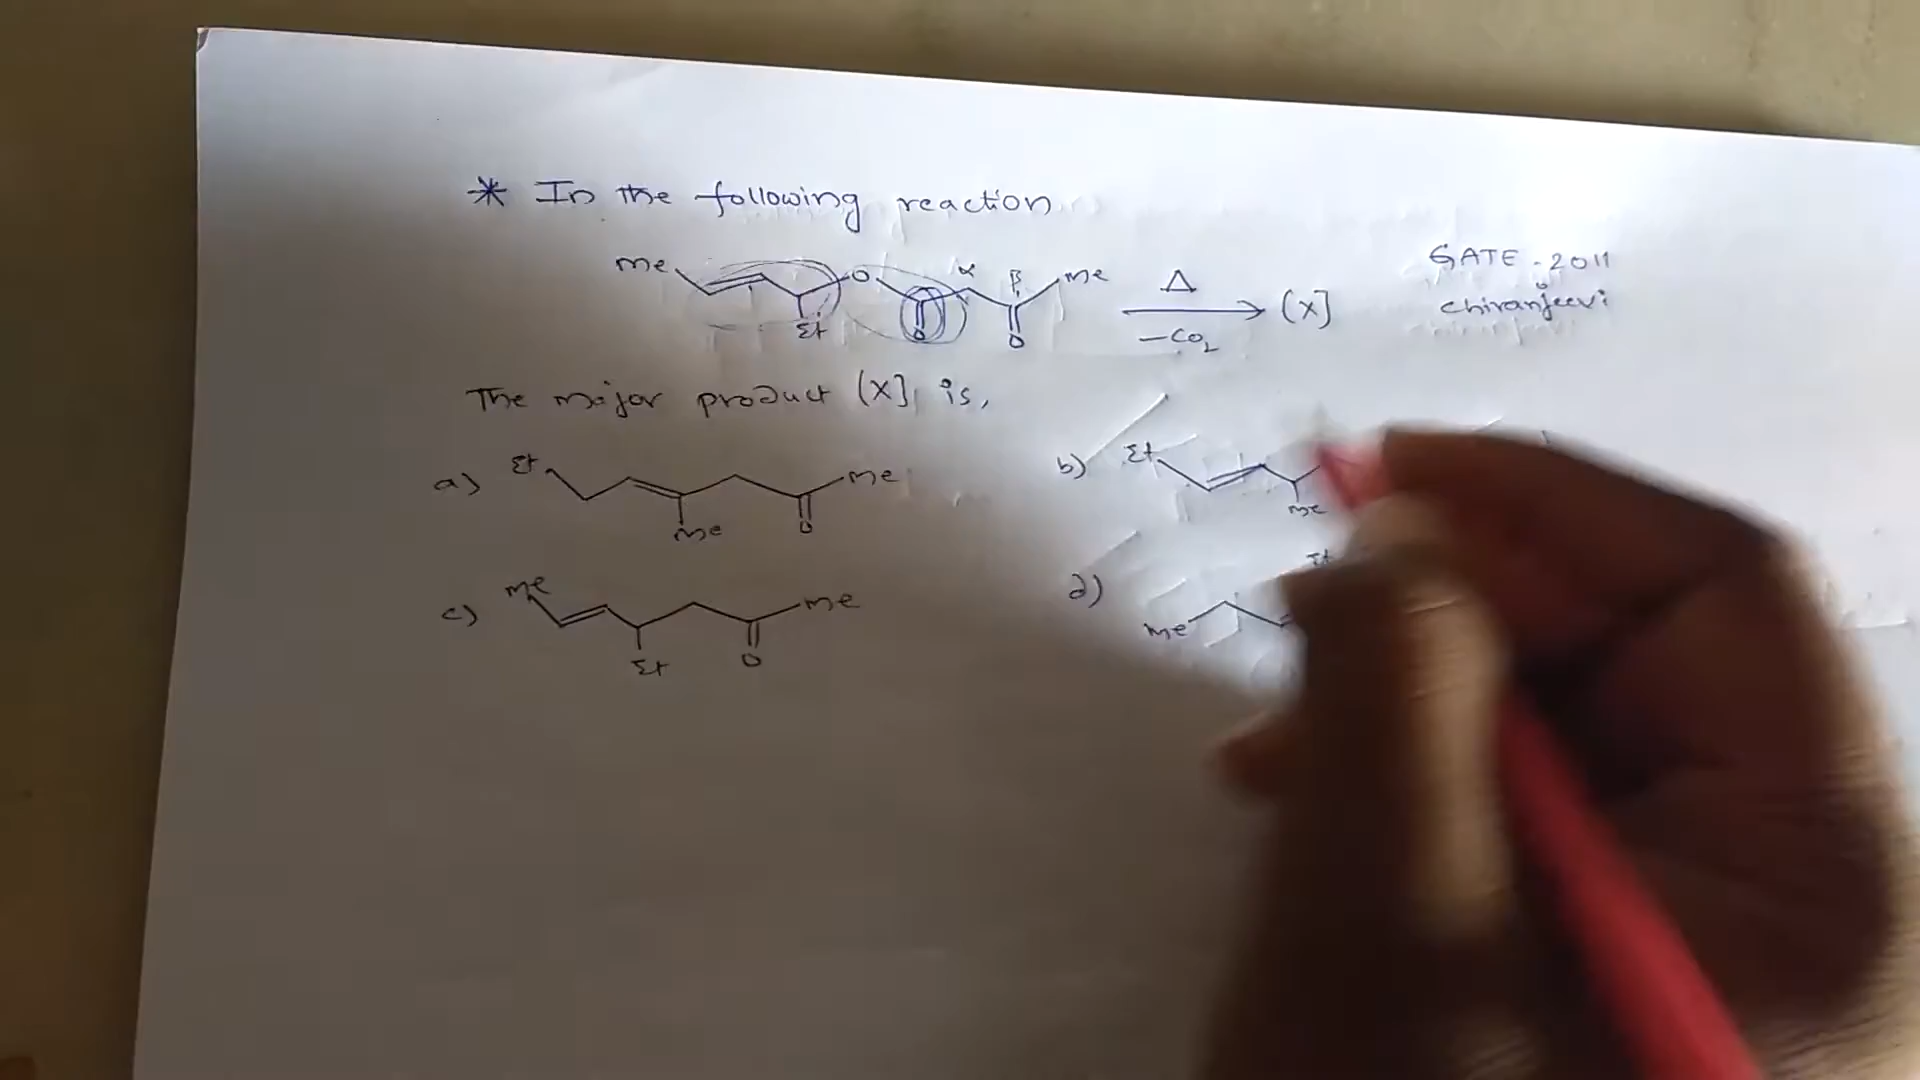 * In the following reaction
Me O α β Me Δ (X]
Et O O -CO2
GATE-2011
chiranjeevi
The major product (X] is,
a) Et Me Me O
b) Et Me
c) Me Et O Me
d) Me Et